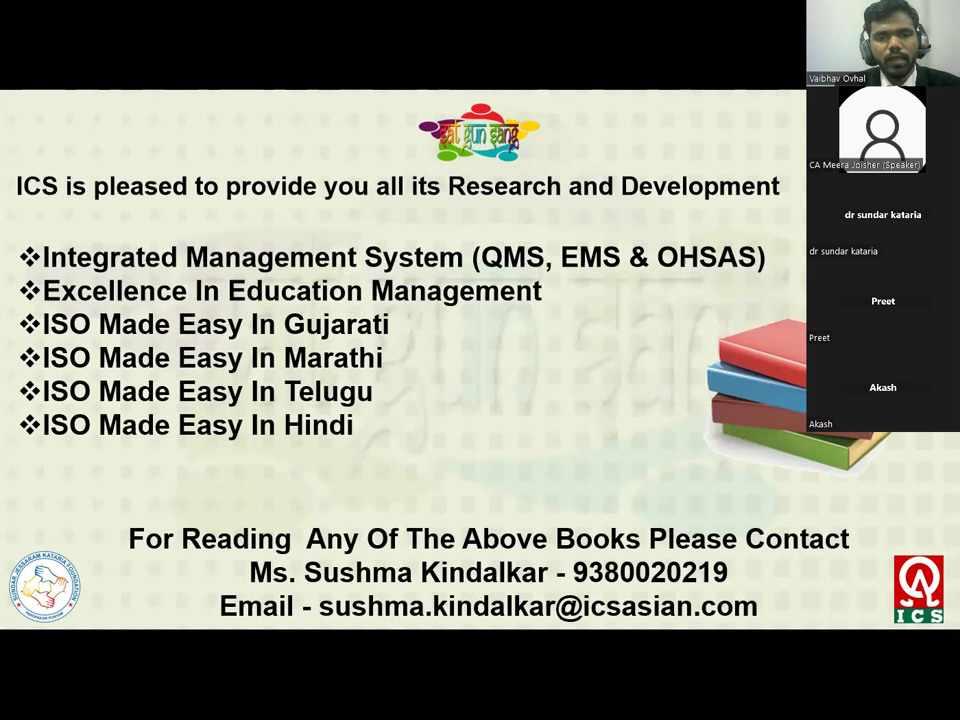 Vaibhav Ovhal
CA Meera Joisher (Speaker)
dr sundar kataria
dr sundar kataria
Preet
Preet
Akash
Akash
sat gun sang
ICS is pleased to provide you all its Research and Development
❖Integrated Management System (QMS, EMS & OHSAS)
❖Excellence In Education Management
❖ISO Made Easy In Gujarati
❖ISO Made Easy In Marathi
❖ISO Made Easy In Telugu
❖ISO Made Easy In Hindi
For Reading Any Of The Above Books Please Contact
Ms. Sushma Kindalkar - 9380020219
Email - sushma.kindalkar@icsasian.com
SUNDAR JESSARAM KATARIA FOUNDATION
ICS